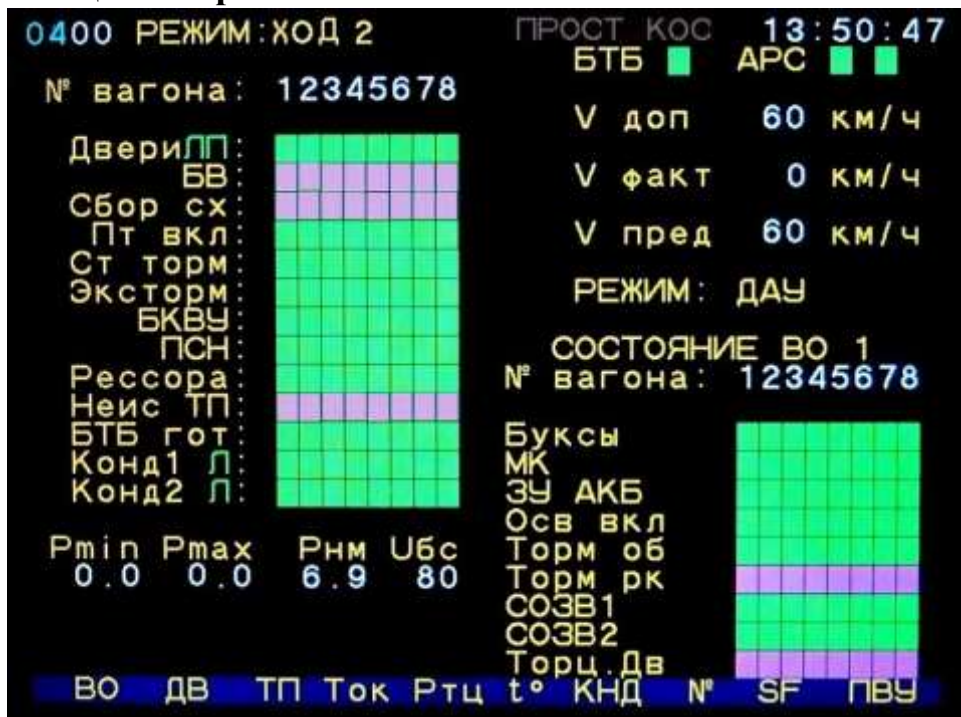 0400 РЕЖИМ:ХОД 2 ПРОСТ КОС 13:50:47
БТБ АРС
№ вагона: 12345678
V доп 60 км/ч
ДвериЛП:
БВ:
V факт 0 км/ч
Сбор сх:
Пт вкл:
V пред 60 км/ч
Ст торм:
Эксторм:
РЕЖИМ: ДАУ
БКВУ:
ПСН:
СОСТОЯНИЕ ВО 1
Рессора:
№ вагона: 12345678
Неис ТП:
БТБ гот:
Конд1 Л:
Конд2 Л:
Буксы
МК
ЗУ АКБ
Осв вкл
Торм об
Торм рк
СОЗВ1
СОЗВ2
Торц.Дв
Pmin Pmax Рнм Uбс
0.0 0.0 6.9 80
ВО ДВ ТП Ток Ртц t° КНД № SF ПВУ